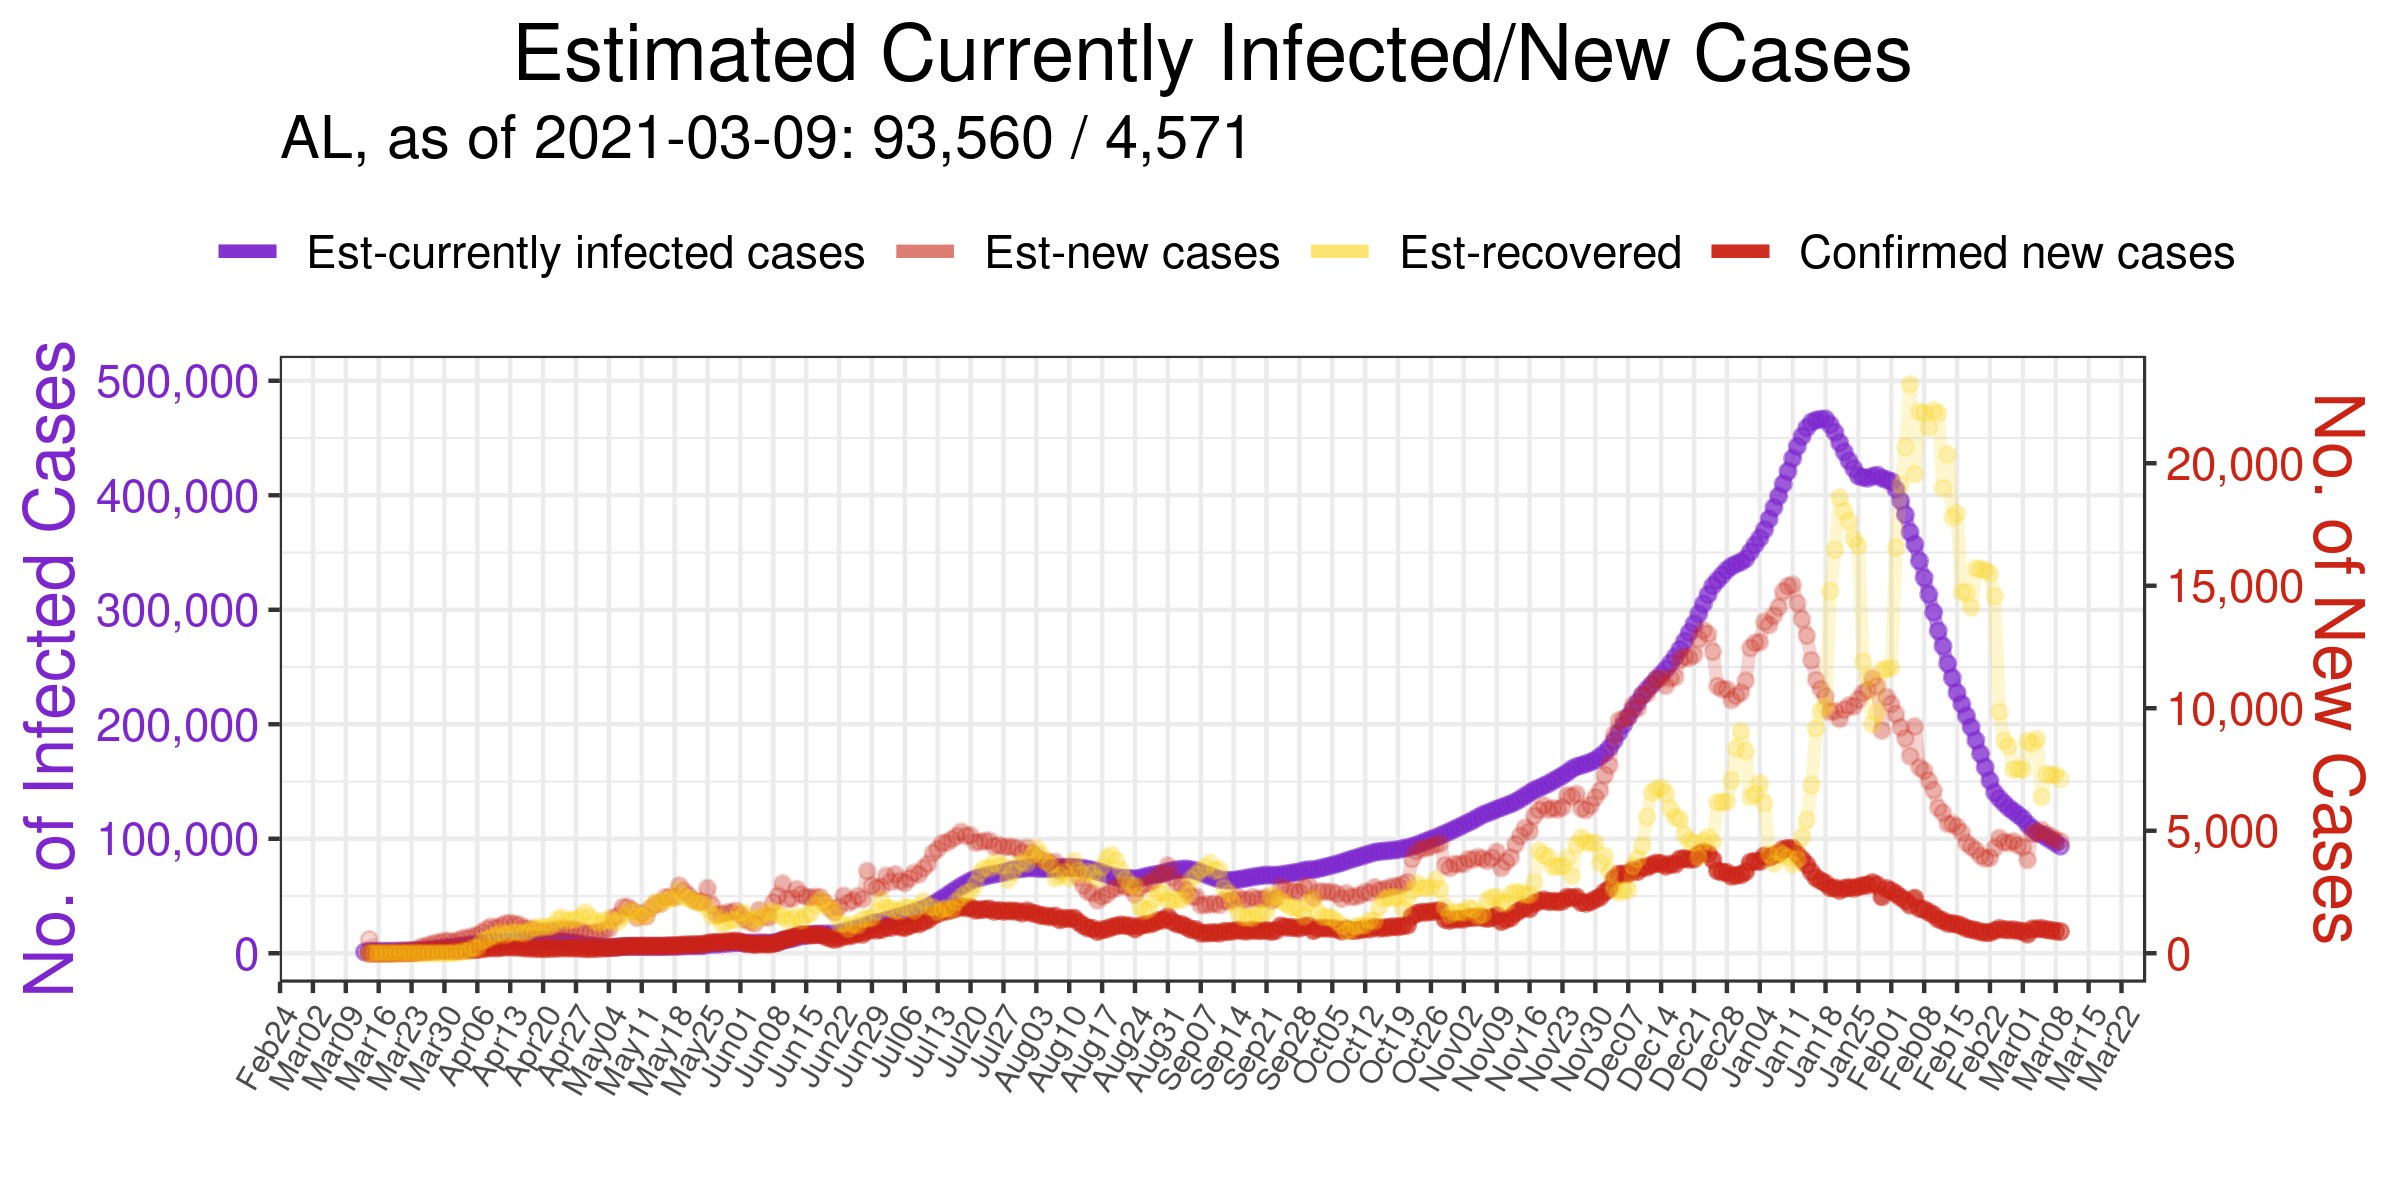 Estimated Currently Infected/New Cases
AL, as of 2021-03-09: 93,560 / 4,571
Est-currently infected cases
Est-new cases
Est-recovered
Confirmed new cases
No. of Infected Cases
500,000
400,000
300,000
200,000
100,000
0
20,000
15,000
10,000
5,000
0
No. of New Cases
Feb24
Mar02
Mar09
Mar16
Mar23
Mar30
Apr06
Apr13
Apr20
Apr27
May04
May11
May18
May25
Jun01
Jun08
Jun15
Jun22
Jun29
Jul06
Jul13
Jul20
Jul27
Aug03
Aug10
Aug17
Aug24
Aug31
Sep07
Sep14
Sep21
Sep28
Oct05
Oct12
Oct19
Oct26
Nov02
Nov09
Nov16
Nov23
Nov30
Dec07
Dec14
Dec21
Dec28
Jan04
Jan11
Jan18
Jan25
Feb01
Feb08
Feb15
Feb22
Mar01
Mar08
Mar15
Mar22